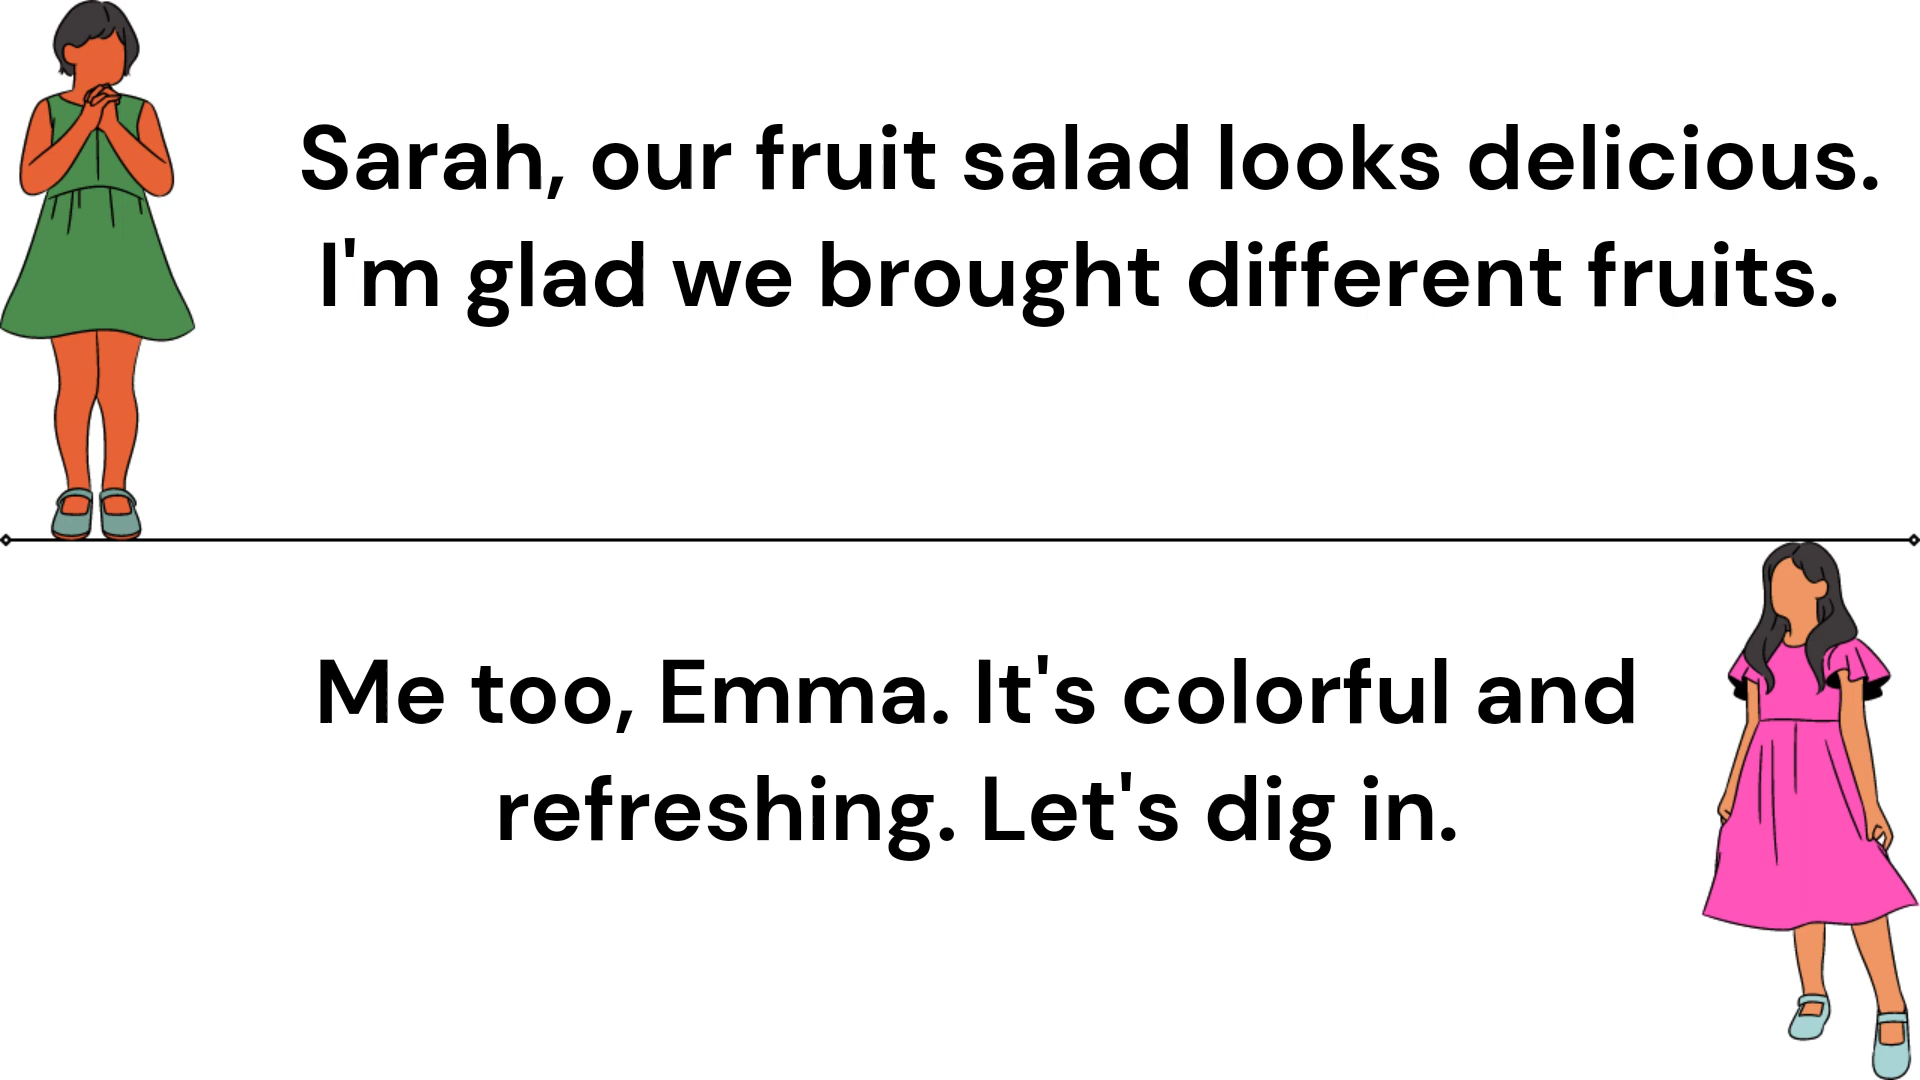 Sarah, our fruit salad looks delicious.
I'm glad we brought different fruits.
Me too, Emma. It's colorful and
refreshing. Let's dig in.